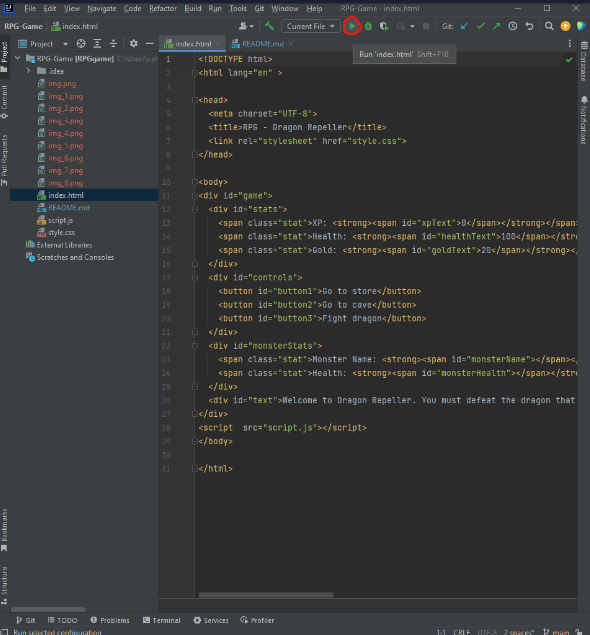 File Edit View Navigate Code Refactor Build Run Tools Git Window Help RPG-Game - index.html
RPG-Game index.html Current File Git:
Project index.html README.md
Run 'index.html' Shift+F10
Project
Commit
Pull Requests
Bookmarks
Structure
Database
Notifications
RPG-Game [RPGgame]
.idea
img.png
img_1.png
img_2.png
img_3.png
img_4.png
img_5.png
img_6.png
img_7.png
img_8.png
index.html
README.md
script.js
style.css
External Libraries
Scratches and Consoles
1 <!DOCTYPE html>
2 <html lang="en" >
3
4 <head>
5 <meta charset="UTF-8">
6 <title>RPG - Dragon Repeller</title>
7 <link rel="stylesheet" href="style.css">
8 </head>
9
10 <body>
11 <div id="game">
12 <div id="stats">
13 <span class="stat">XP: <strong><span id="xpText">0</span></strong></span>
14 <span class="stat">Health: <strong><span id="healthText">100</span></stro
15 <span class="stat">Gold: <strong><span id="goldText">20</span></strong></
16 </div>
17 <div id="controls">
18 <button id="button1">Go to store</button>
19 <button id="button2">Go to cave</button>
20 <button id="button3">Fight dragon</button>
21 </div>
22 <div id="monsterStats">
23 <span class="stat">Monster Name: <strong><span id="monsterName"></span></
24 <span class="stat">Health: <strong><span id="monsterHealth"></span></stro
25 </div>
26 <div id="text">Welcome to Dragon Repeller. You must defeat the dragon that
27 </div>
28 <script src="script.js"></script>
29 </body>
30
31 </html>
Git TODO Problems Terminal Services Profiler
Run selected configuration 1:1 CRLF UTF-8 2 spaces* main